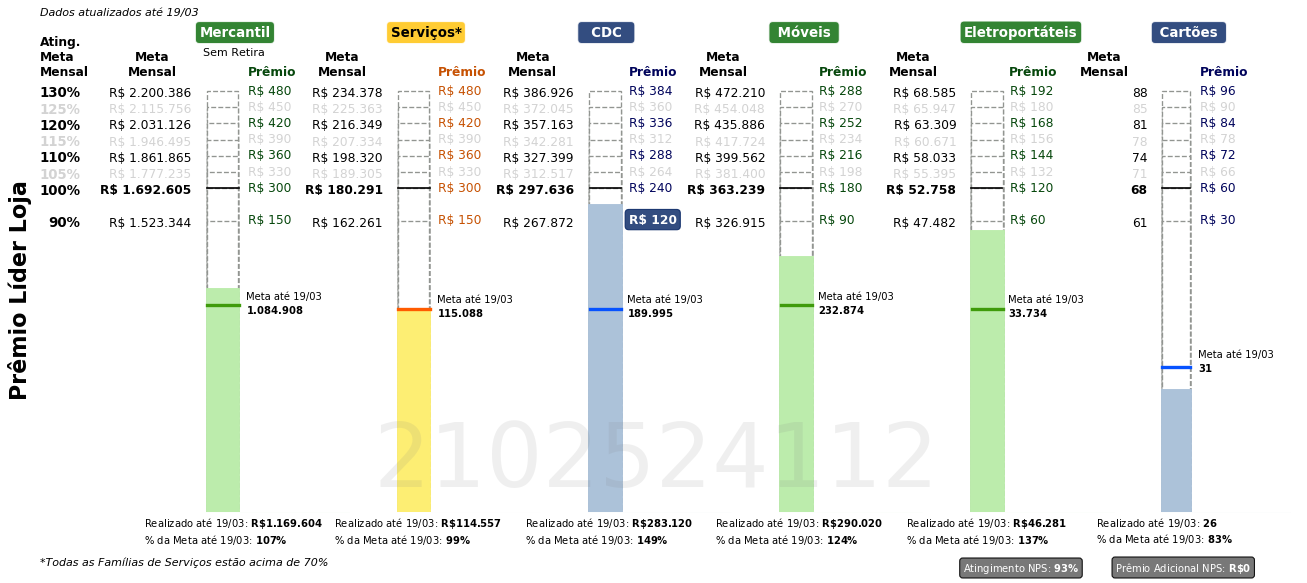 Dados atualizados até 19/03
Mercantil Serviços* CDC Móveis Eletroportáteis Cartões
Sem Retira
Ating. Meta Mensal
Meta Mensal Prêmio Meta Mensal Prêmio Meta Mensal Prêmio Meta Mensal Prêmio Meta Mensal Prêmio Meta Mensal Prêmio
130% R$ 2.200.386 R$ 480 R$ 234.378 R$ 480 R$ 386.926 R$ 384 R$ 472.210 R$ 288 R$ 68.585 R$ 192 88 R$ 96
125% R$ 2.115.756 R$ 450 R$ 225.363 R$ 450 R$ 372.045 R$ 360 R$ 454.048 R$ 270 R$ 65.947 R$ 180 85 R$ 90
120% R$ 2.031.126 R$ 420 R$ 216.349 R$ 420 R$ 357.163 R$ 336 R$ 435.886 R$ 252 R$ 63.309 R$ 168 81 R$ 84
115% R$ 1.946.495 R$ 390 R$ 207.334 R$ 390 R$ 342.281 R$ 312 R$ 417.724 R$ 234 R$ 60.671 R$ 156 78 R$ 78
110% R$ 1.861.865 R$ 360 R$ 198.320 R$ 360 R$ 327.399 R$ 288 R$ 399.562 R$ 216 R$ 58.033 R$ 144 74 R$ 72
105% R$ 1.777.235 R$ 330 R$ 189.305 R$ 330 R$ 312.517 R$ 264 R$ 381.400 R$ 198 R$ 55.395 R$ 132 71 R$ 66
100% R$ 1.692.605 R$ 300 R$ 180.291 R$ 300 R$ 297.636 R$ 240 R$ 363.239 R$ 180 R$ 52.758 R$ 120 68 R$ 60
90% R$ 1.523.344 R$ 150 R$ 162.261 R$ 150 R$ 267.872 R$ 120 R$ 326.915 R$ 90 R$ 47.482 R$ 60 61 R$ 30
Prêmio Líder Loja
Meta até 19/03 Meta até 19/03 Meta até 19/03 Meta até 19/03 Meta até 19/03
1.084.908 115.088 189.995 232.874 33.734
Meta até 19/03
31
2102524112
Realizado até 19/03: R$1.169.604 Realizado até 19/03: R$114.557 Realizado até 19/03: R$283.120 Realizado até 19/03: R$290.020 Realizado até 19/03: R$46.281 Realizado até 19/03: 26
% da Meta até 19/03: 107% % da Meta até 19/03: 99% % da Meta até 19/03: 149% % da Meta até 19/03: 124% % da Meta até 19/03: 137% % da Meta até 19/03: 83%
*Todas as Famílias de Serviços estão acima de 70%
Atingimento NPS: 93% Prêmio Adicional NPS: R$0